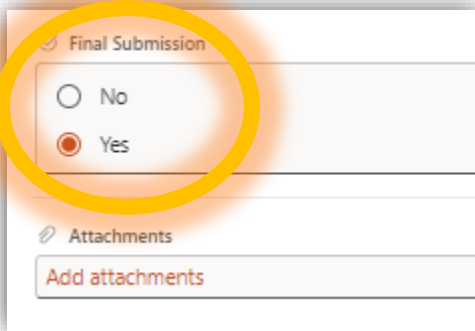 Final Submission
No
Yes
Attachments
Add attachments